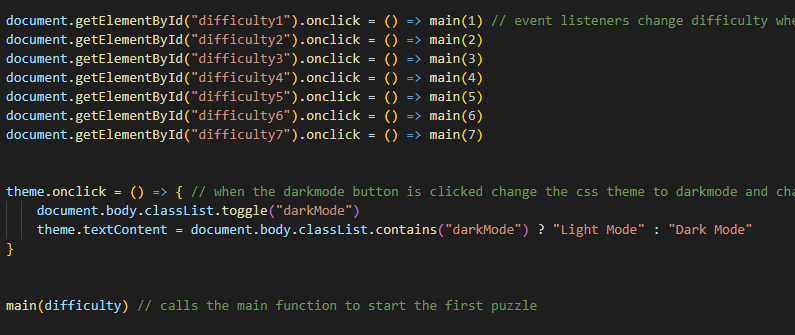 document.getElementById("difficulty1").onclick = () => main(1) // event listeners change difficulty
document.getElementById("difficulty2").onclick = () => main(2)
document.getElementById("difficulty3").onclick = () => main(3)
document.getElementById("difficulty4").onclick = () => main(4)
document.getElementById("difficulty5").onclick = () => main(5)
document.getElementById("difficulty6").onclick = () => main(6)
document.getElementById("difficulty7").onclick = () => main(7)
theme.onclick = () => { // when the darkmode button is clicked change the css theme to darkmode and
document.body.classList.toggle("darkMode")
theme.textContent = document.body.classList.contains("darkMode") ? "Light Mode" : "Dark Mode"
}
main(difficulty) // calls the main function to start the first puzzle